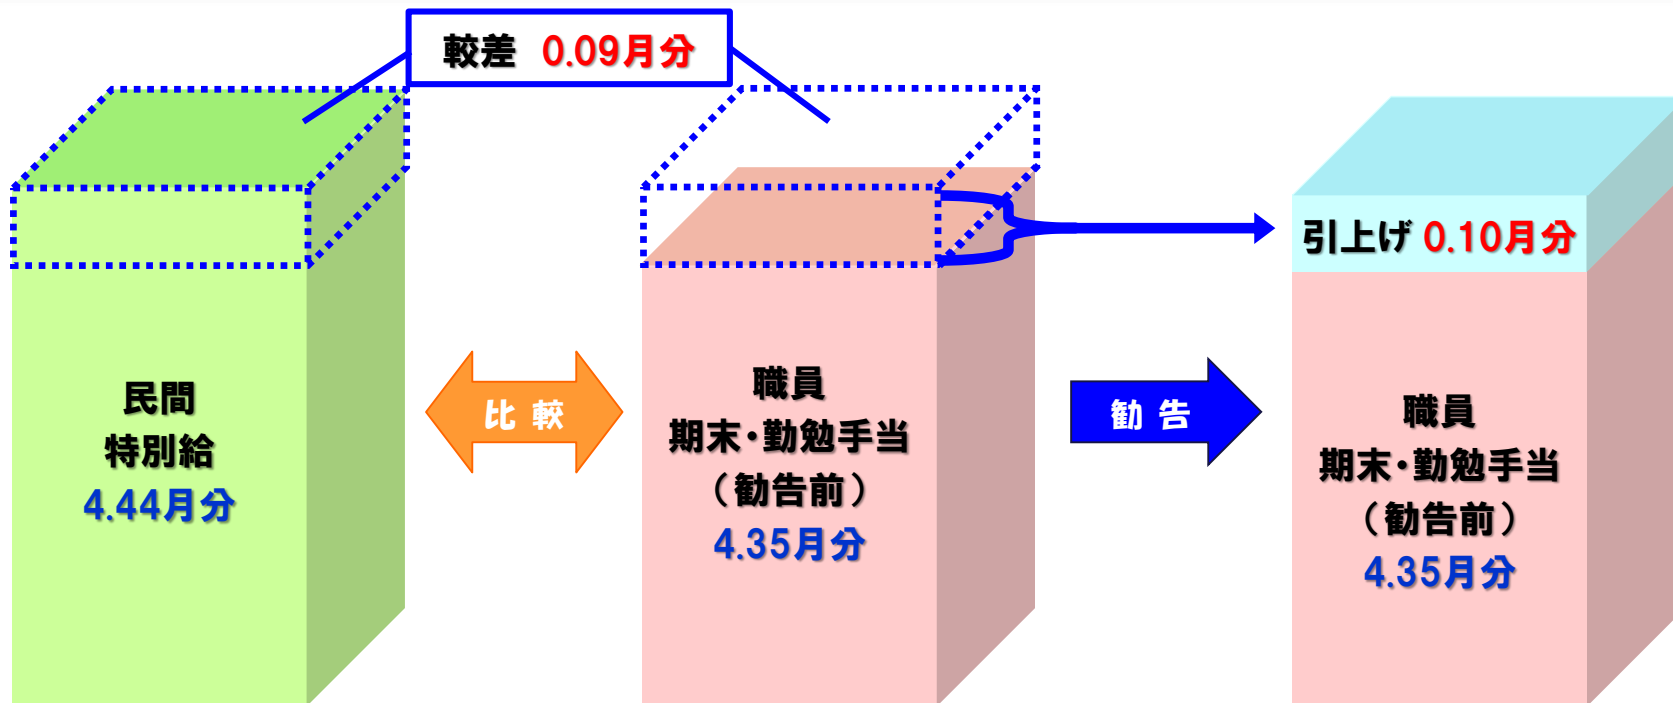 較差 0.09月分
民間
特別給
4.44月分
比較
職員
期末・勤勉手当
（勧告前）
4.35月分
勧告
引上げ 0.10月分
職員
期末・勤勉手当
（勧告前）
4.35月分